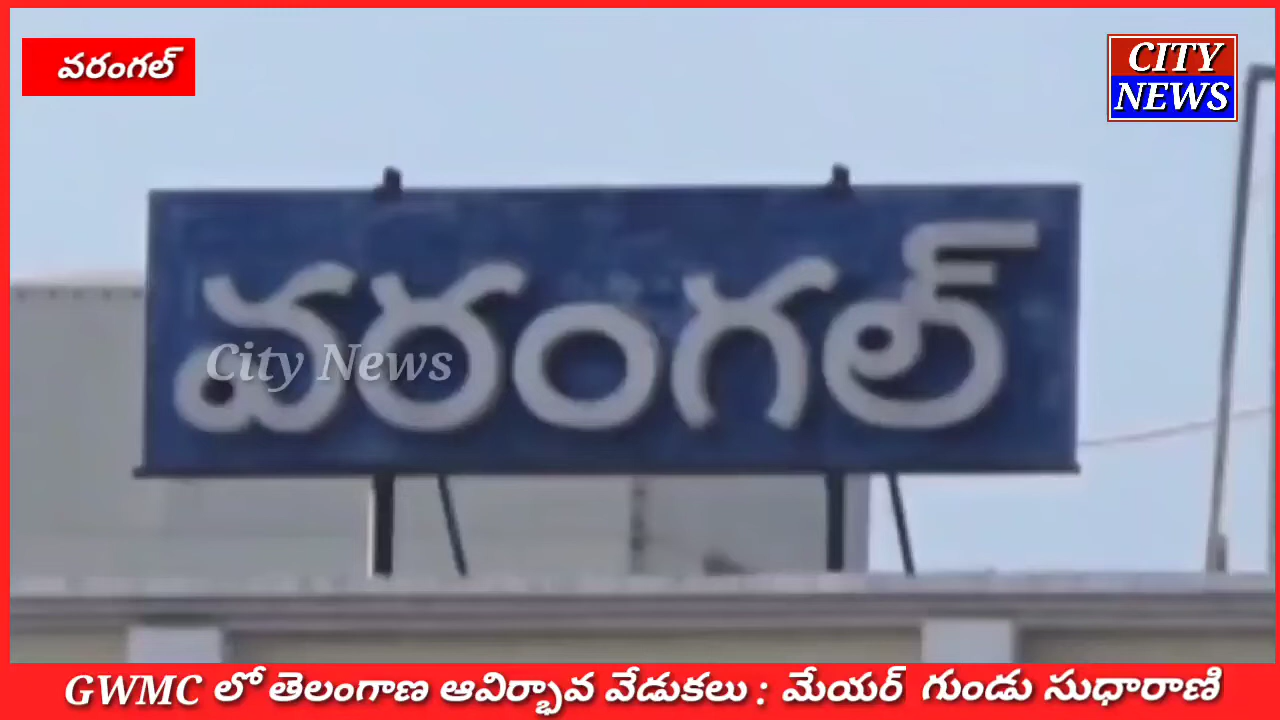 వరంగల్
CITY
NEWS
వరంగల్
City News
GWMC లో తెలంగాణ ఆవిర్భావ వేడుకలు : మేయర్ గుండు సుధారాణి